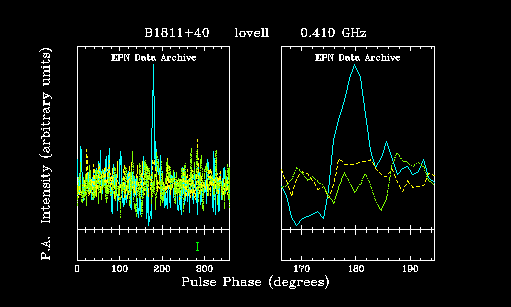 B1811+40 lovell 0.410 GHz
EPN Data Archive EPN Data Archive
P.A. Intensity (arbitrary units)
0 100 200 300 170 180 190
Pulse Phase (degrees)